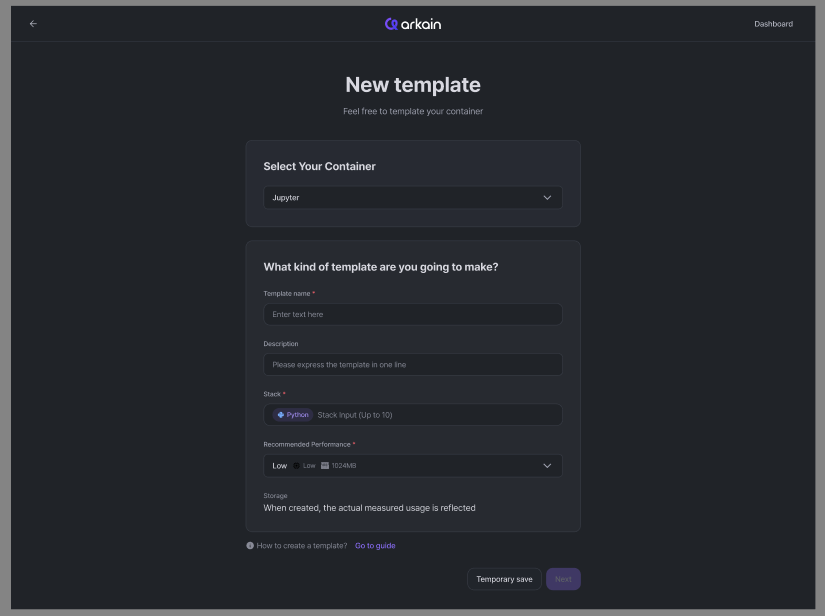 arkain
Dashboard
New template
Feel free to template your container
Select Your Container
Jupyter
What kind of template are you going to make?
Template name *
Enter text here
Description
Please express the template in one line
Stack *
Python Stack Input (Up to 10)
Recommended Performance *
Low Low 1024MB
Storage
When created, the actual measured usage is reflected
How to create a template? Go to guide
Temporary save Next